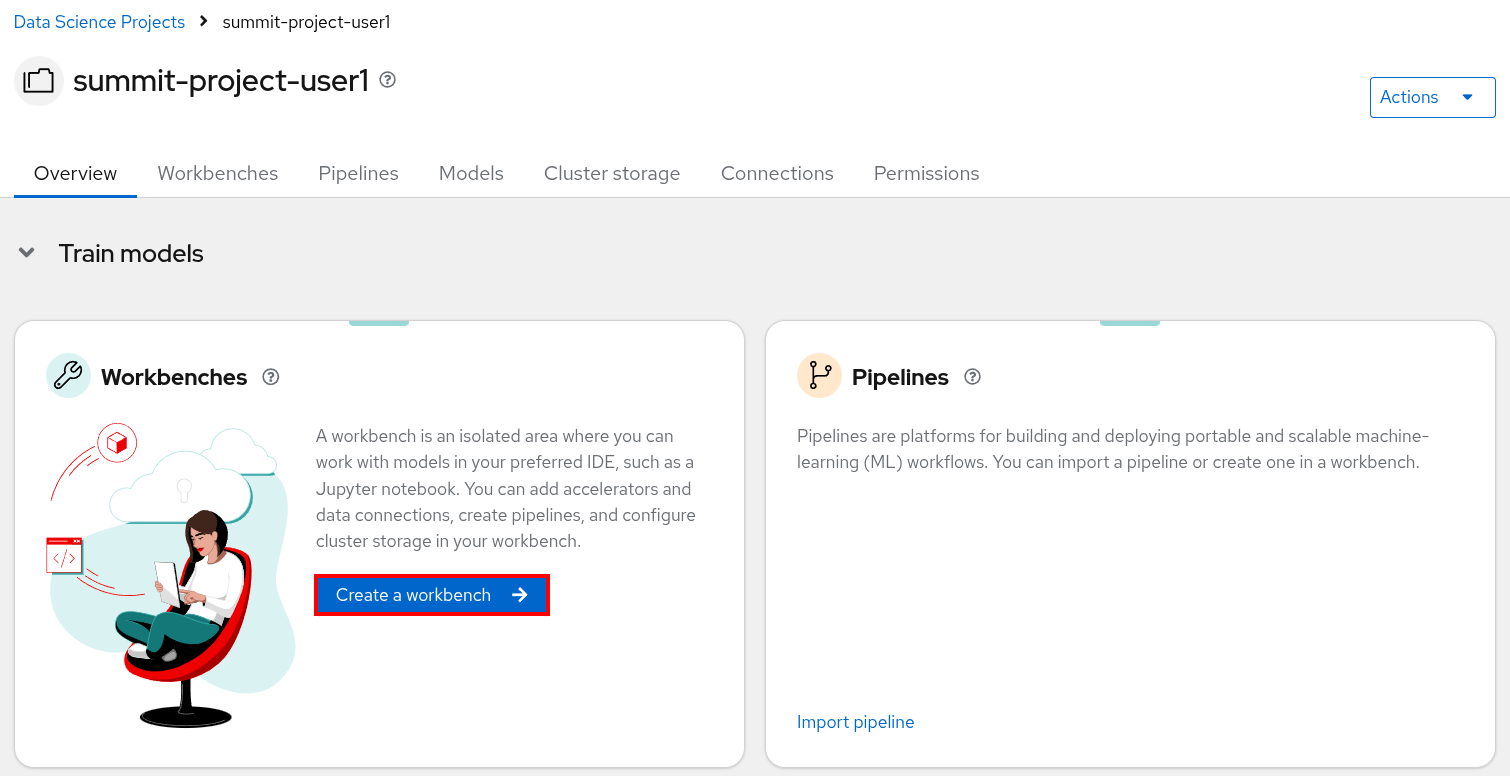 Data Science Projects > summit-project-user1
summit-project-user1
Actions
Overview Workbenches Pipelines Models Cluster storage Connections Permissions
Train models
Workbenches
A workbench is an isolated area where you can
work with models in your preferred IDE, such as a
Jupyter notebook. You can add accelerators and
data connections, create pipelines, and configure
cluster storage in your workbench.
Create a workbench
</>
Pipelines
Pipelines are platforms for building and deploying portable and scalable machine-
learning (ML) workflows. You can import a pipeline or create one in a workbench.
Import pipeline